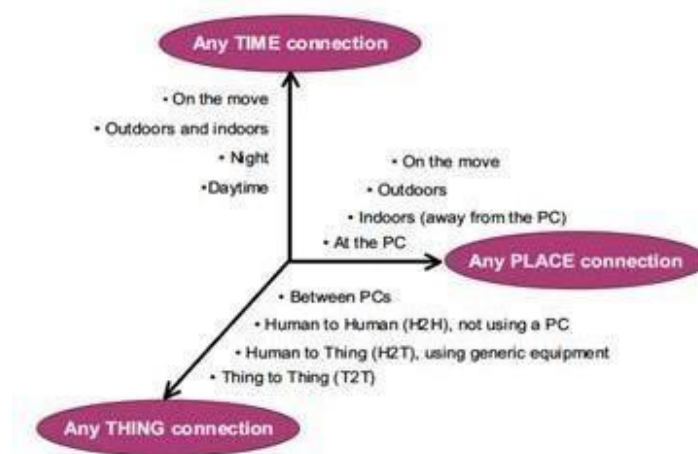 Any TIME connection
• On the move
• Outdoors and indoors
• Night
•Daytime
• On the move
• Outdoors
• Indoors (away from the PC)
• At the PC
Any PLACE connection
• Between PCs
• Human to Human (H2H), not using a PC
• Human to Thing (H2T), using generic equipment
• Thing to Thing (T2T)
Any THING connection